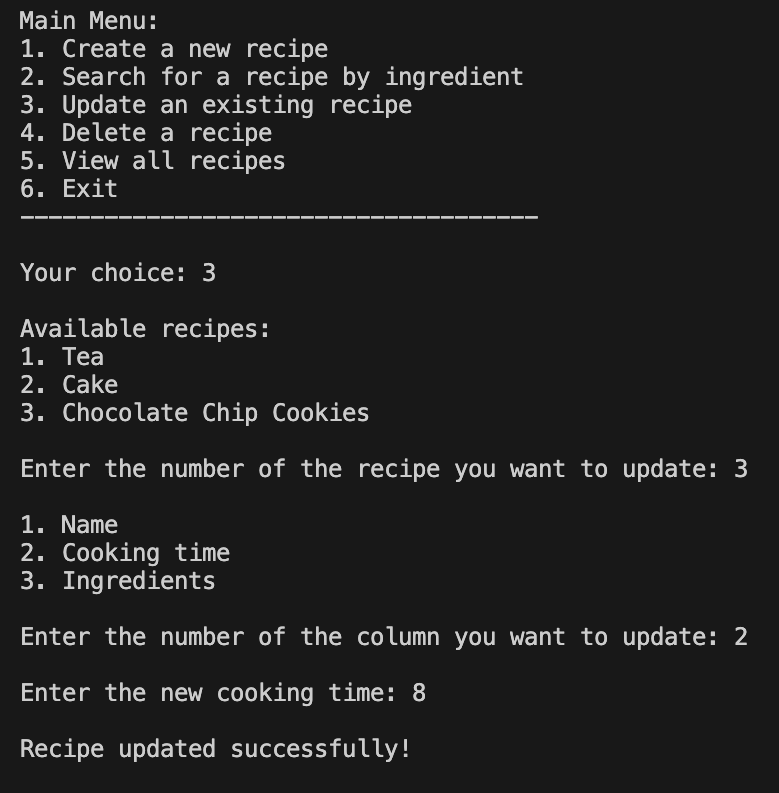 Main Menu:
1. Create a new recipe
2. Search for a recipe by ingredient
3. Update an existing recipe
4. Delete a recipe
5. View all recipes
6. Exit
-------------------------------------
Your choice: 3
Available recipes:
1. Tea
2. Cake
3. Chocolate Chip Cookies
Enter the number of the recipe you want to update: 3
1. Name
2. Cooking time
3. Ingredients
Enter the number of the column you want to update: 2
Enter the new cooking time: 8
Recipe updated successfully!